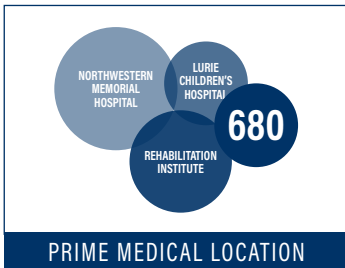 NORTHWESTERN
MEMORIAL
HOSPITAL
LURIE
CHILDREN'S
HOSPITAL
680
REHABILITATION
INSTITUTE
PRIME MEDICAL LOCATION